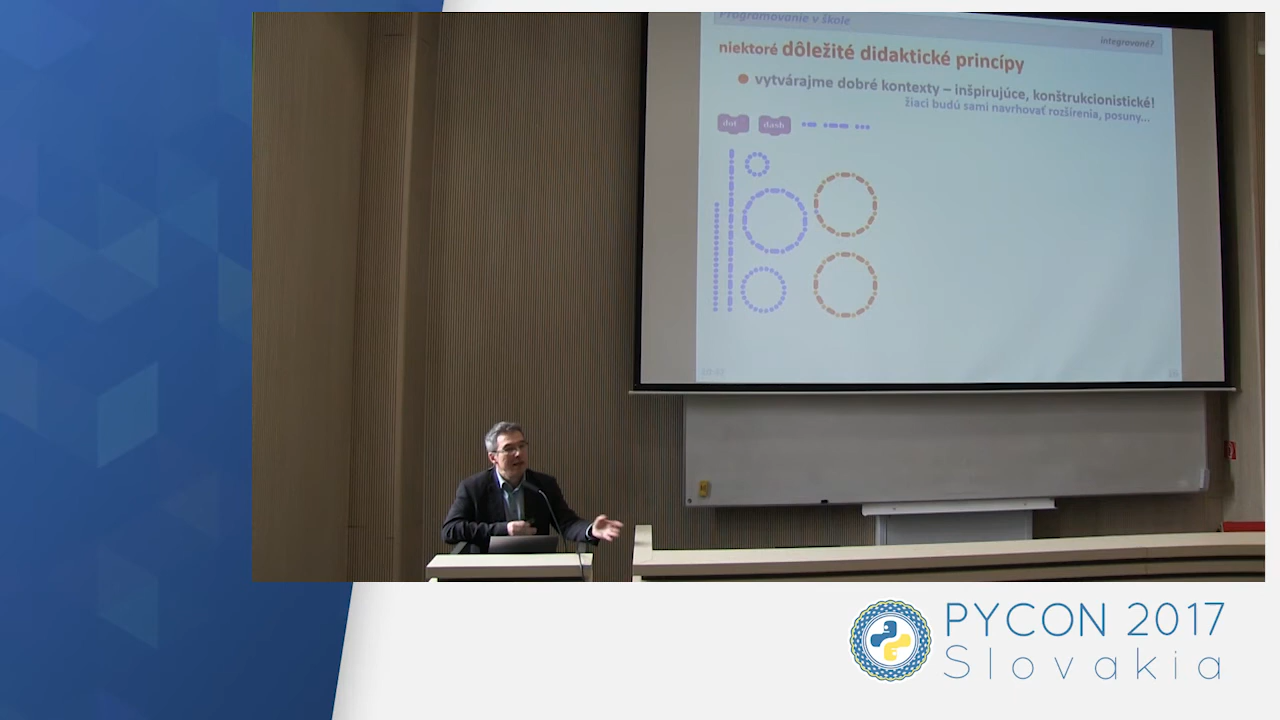 Programovanie v škole
integrované?
niektoré dôležité didaktické princípy
vytvárajme dobré kontexty – inšpirujúce, konštrukcionistické!
žiaci budú sami navrhovať rozšírenia, posuny...
dot dash
PYCON 2017
Slovakia